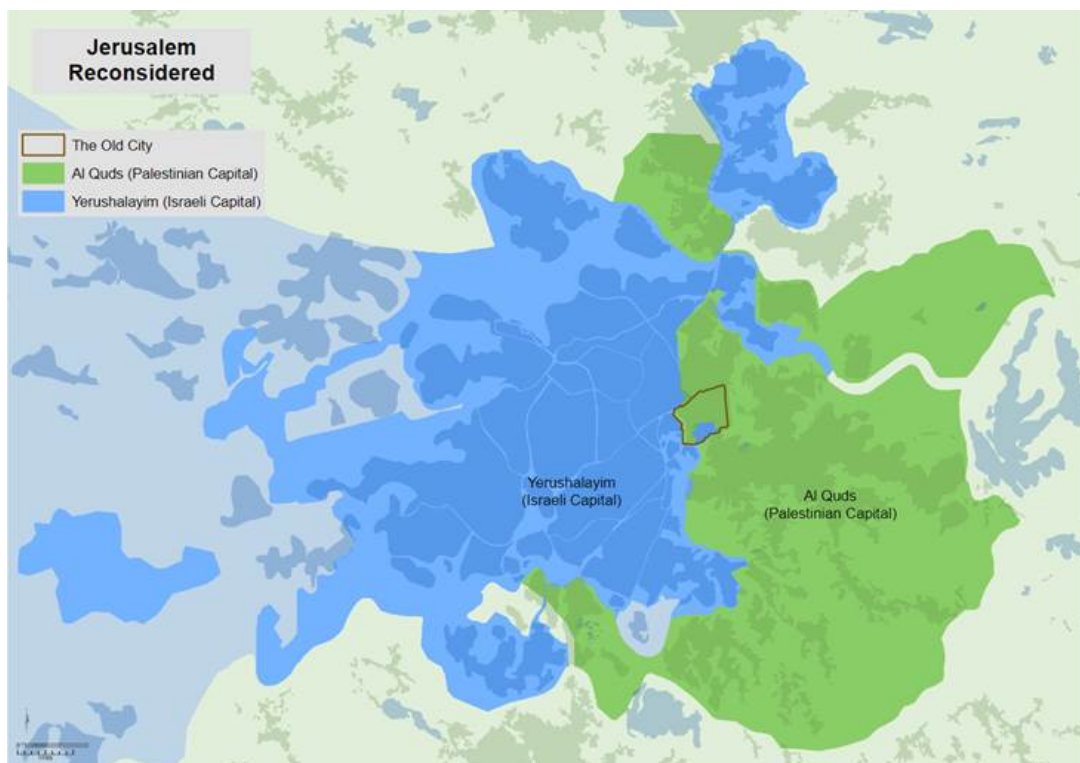 Jerusalem
Reconsidered
The Old City
Al Quds (Palestinian Capital)
Yerushalayim (Israeli Capital)
Yerushalayim
(Israeli Capital)
Al Quds
(Palestinian Capital)